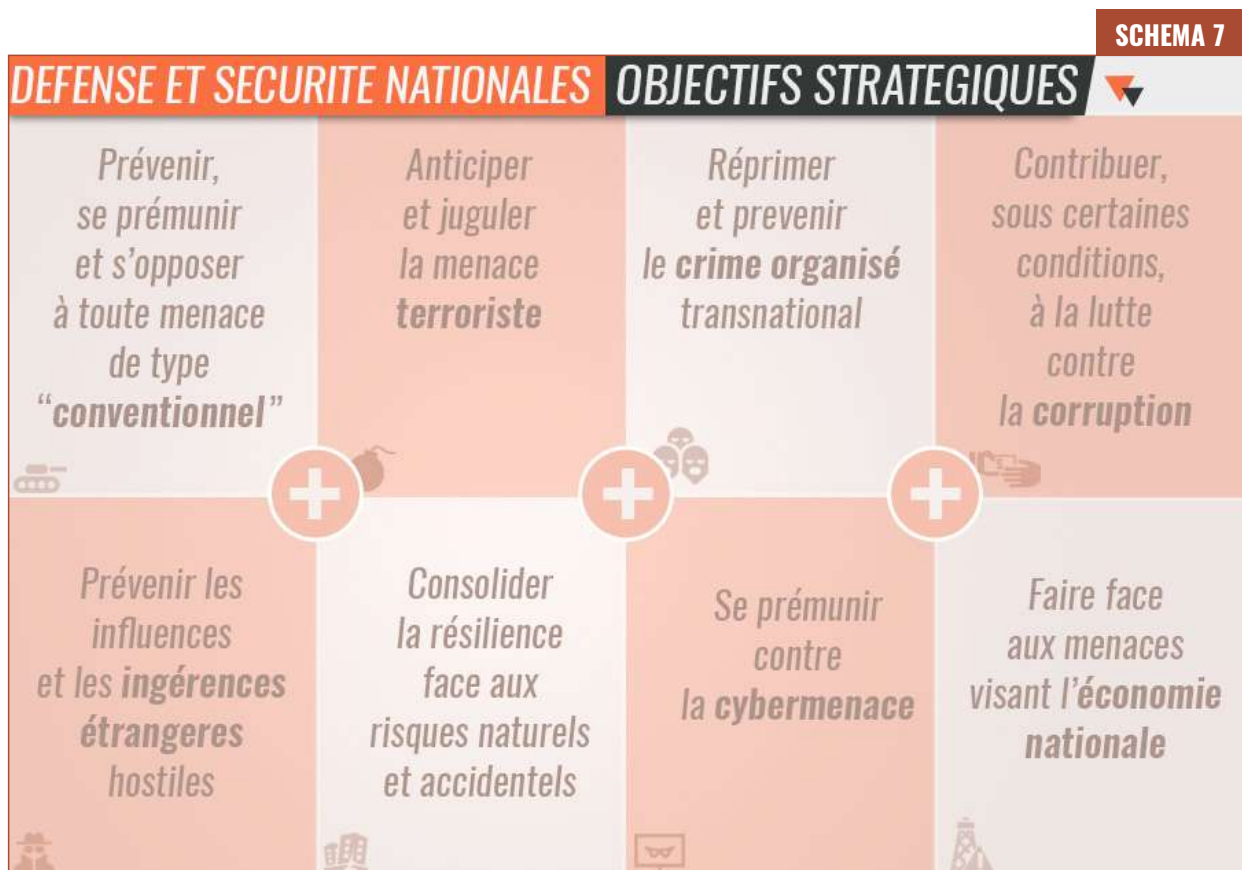 SCHEMA 7
DEFENSE ET SECURITE NATIONALES OBJECTIFS STRATEGIQUES
Prévenir,
se prémunir
et s’opposer
à toute menace
de type
“conventionnel”
Anticiper
et juguler
la menace
terroriste
Réprimer
et prevenir
le crime organisé
transnational
Contribuer,
sous certaines
conditions,
à la lutte
contre
la corruption
Prévenir les
influences
et les ingérences
étrangeres
hostiles
Consolider
la résilience
face aux
risques naturels
et accidentels
Se prémunir
contre
la cybermenace
Faire face
aux menaces
visant l’économie
nationale